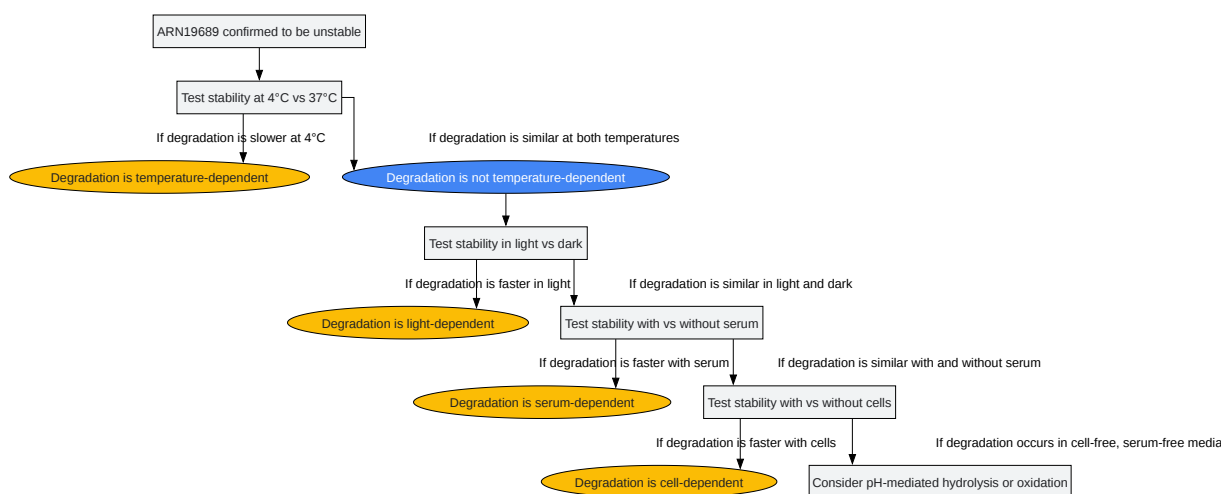 ARN19689 confirmed to be unstable
Test stability at 4°C vs 37°C
If degradation is slower at 4°C
If degradation is similar at both temperatures
Degradation is temperature-dependent
Degradation is not temperature-dependent
Test stability in light vs dark
If degradation is faster in light
If degradation is similar in light and dark
Degradation is light-dependent
Test stability with vs without serum
If degradation is faster with serum
If degradation is similar with and without serum
Degradation is serum-dependent
Test stability with vs without cells
If degradation is faster with cells
If degradation occurs in cell-free, serum-free media
Degradation is cell-dependent
Consider pH-mediated hydrolysis or oxidation